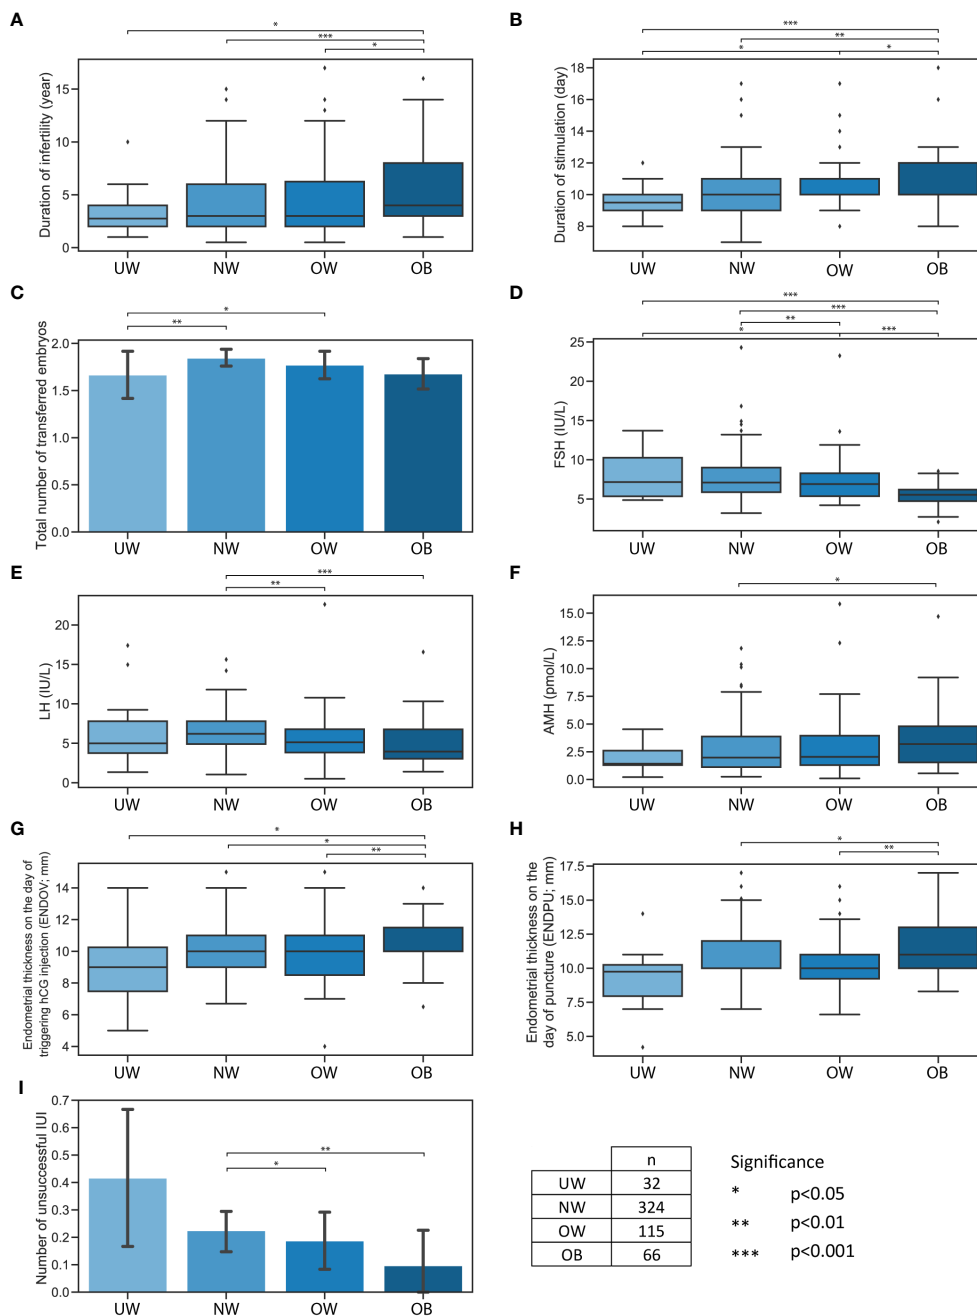 A
*
***
*
Duration of infertility (year)
15
10
5
0
UW NW OW OB
B
***
**
* *
Duration of stimulation (day)
18
16
14
12
10
8
UW NW OW OB
C
*
**
Total number of transferred embryos
2.0
1.5
1.0
0.5
0.0
UW NW OW OB
D
***
***
**
* ***
FSH (IU/L)
25
20
15
10
5
UW NW OW OB
E
***
**
LH (IU/L)
20
15
10
5
0
UW NW OW OB
F
*
AMH (pmol/L)
15.0
12.5
10.0
7.5
5.0
2.5
0.0
UW NW OW OB
G
*
*
**
Endometrial thickness on the day of
triggering hCG injection (ENDOV; mm)
14
12
10
8
6
4
UW NW OW OB
H
*
**
Endometrial thickness on the
day of puncture (ENDPU; mm)
17.5
15.0
12.5
10.0
7.5
5.0
UW NW OW OB
I
**
*
Number of unsuccessful IUI
0.7
0.6
0.5
0.4
0.3
0.2
0.1
0.0
UW NW OW OB
n
UW 32
NW 324
OW 115
OB 66
Significance
* p<0.05
** p<0.01
*** p<0.001